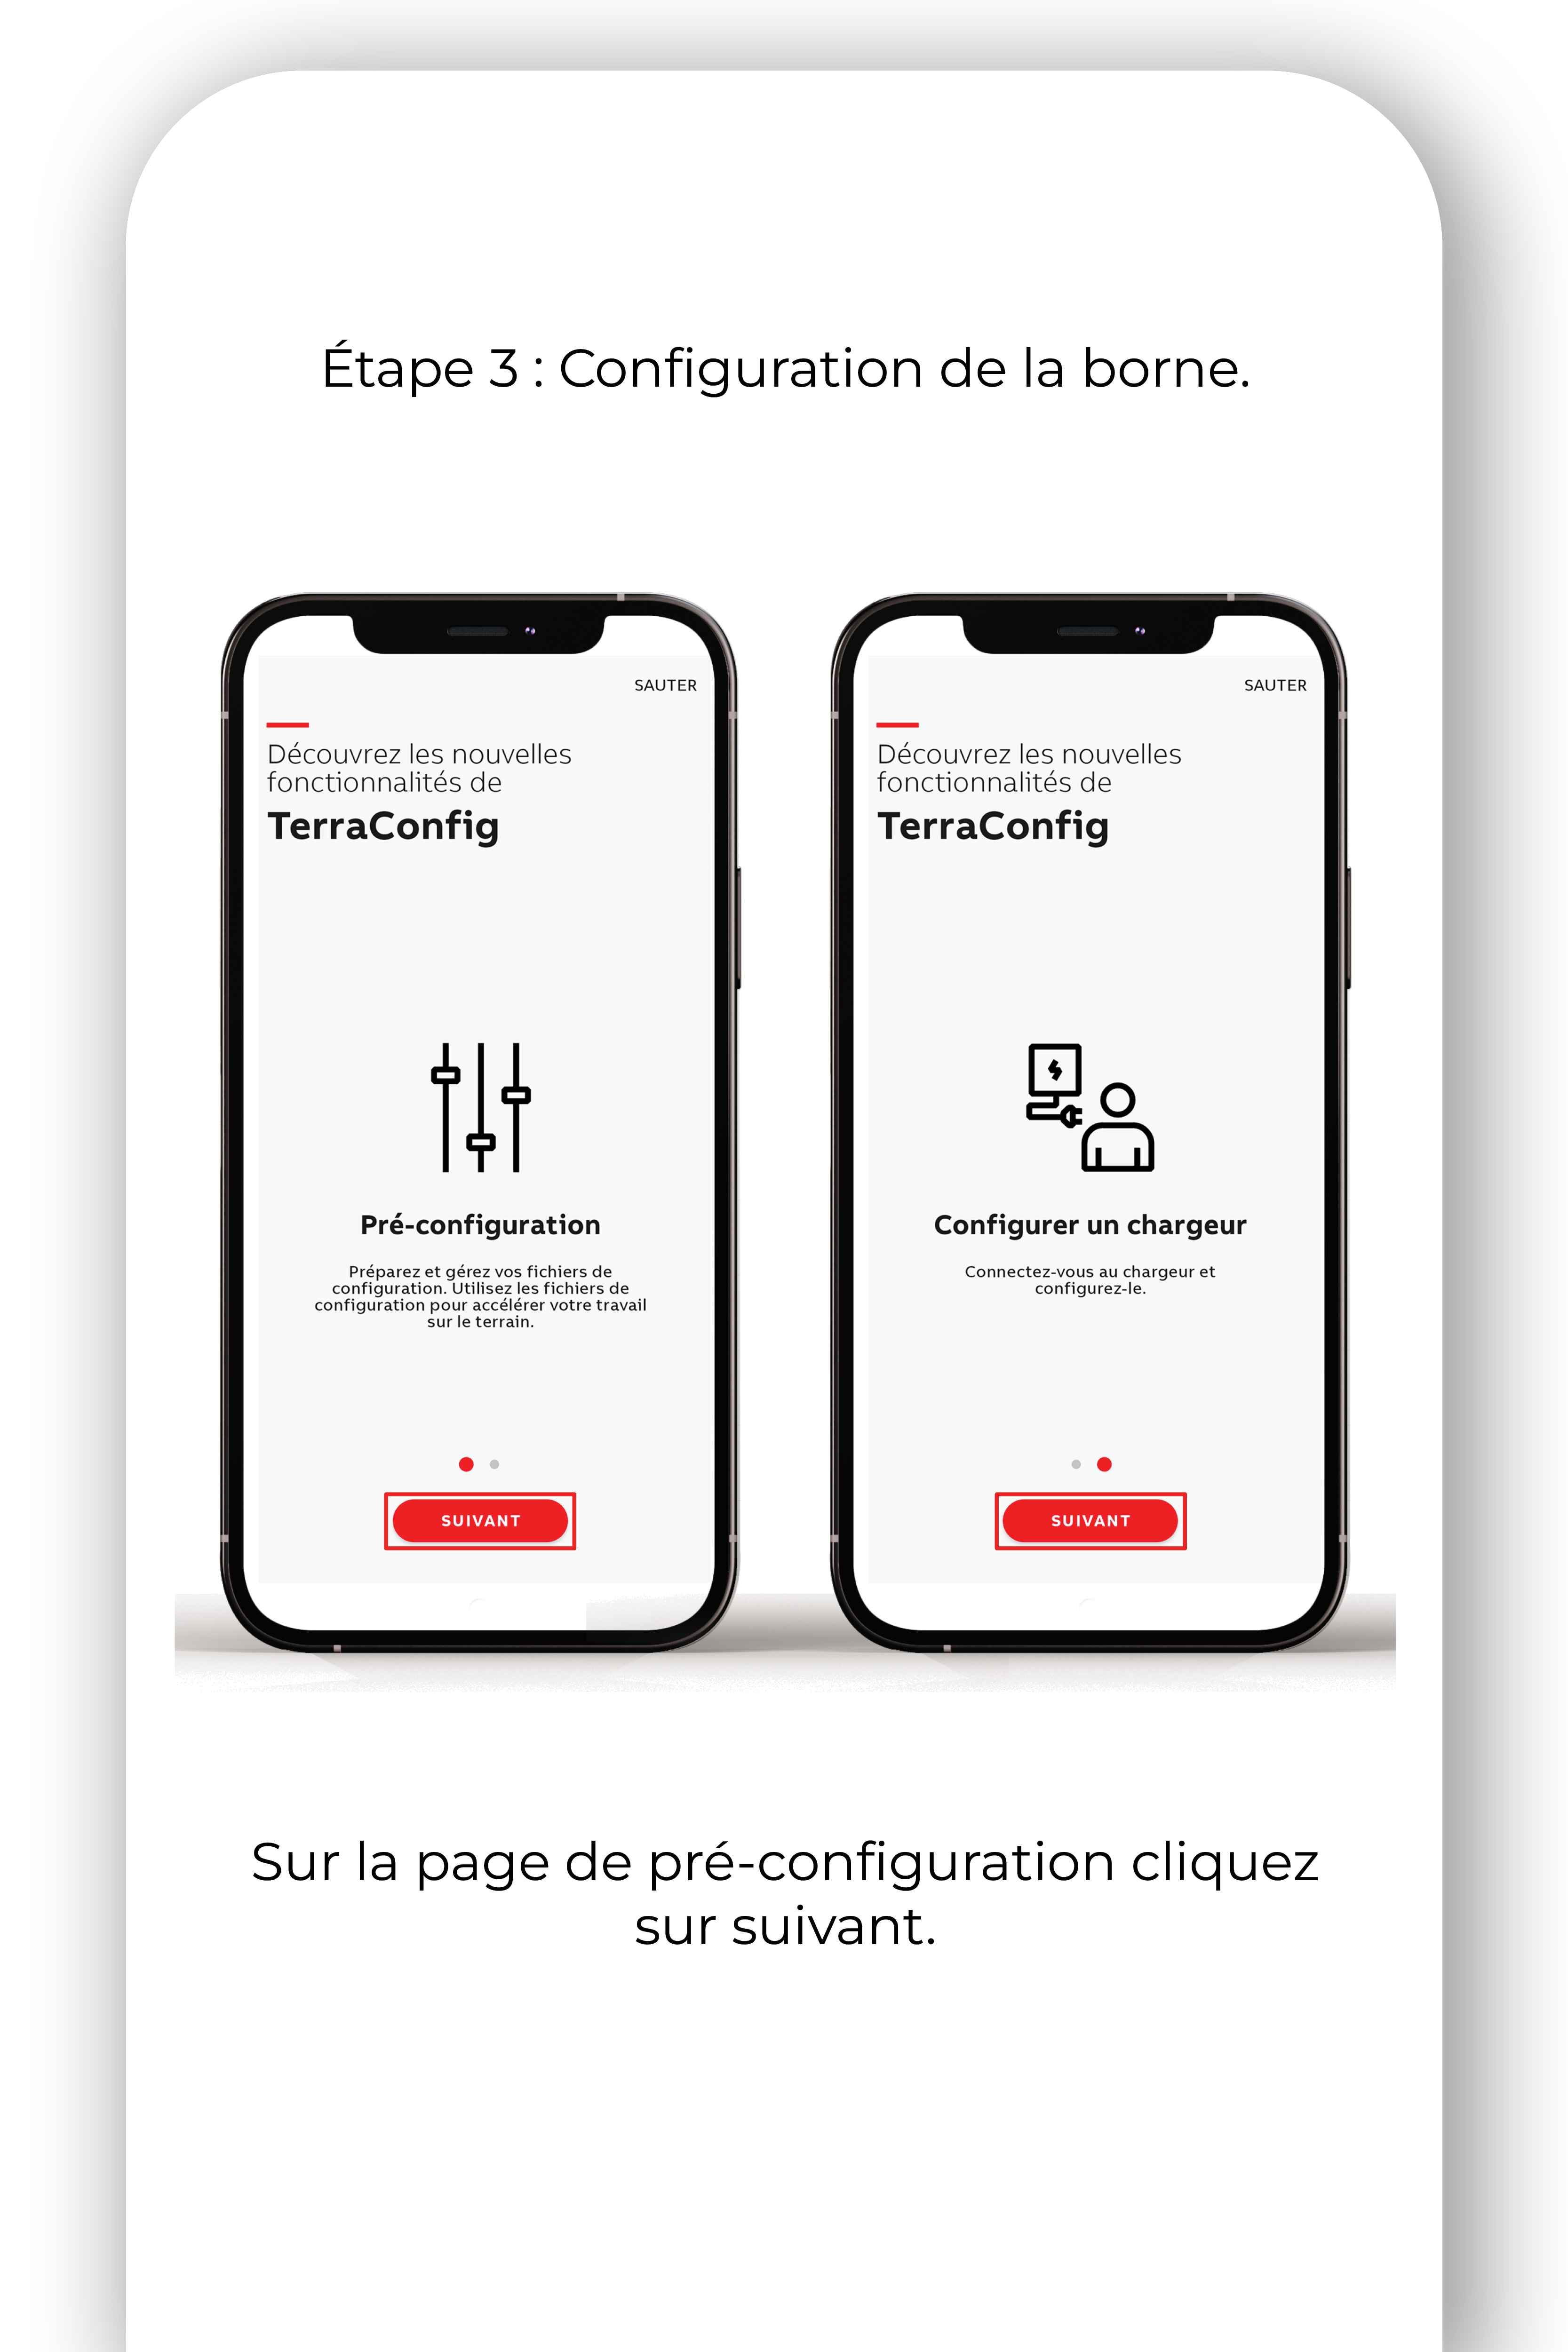 Étape 3 : Configuration de la borne.
SAUTER
Découvrez les nouvelles
fonctionnalités de
TerraConfig
Pré-configuration
Préparez et gérez vos fichiers de
configuration. Utilisez les fichiers de
configuration pour accélérer votre travail
sur le terrain.
SUIVANT
SAUTER
Découvrez les nouvelles
fonctionnalités de
TerraConfig
Configurer un chargeur
Connectez-vous au chargeur et
configurez-le.
SUIVANT
Sur la page de pré-configuration cliquez
sur suivant.